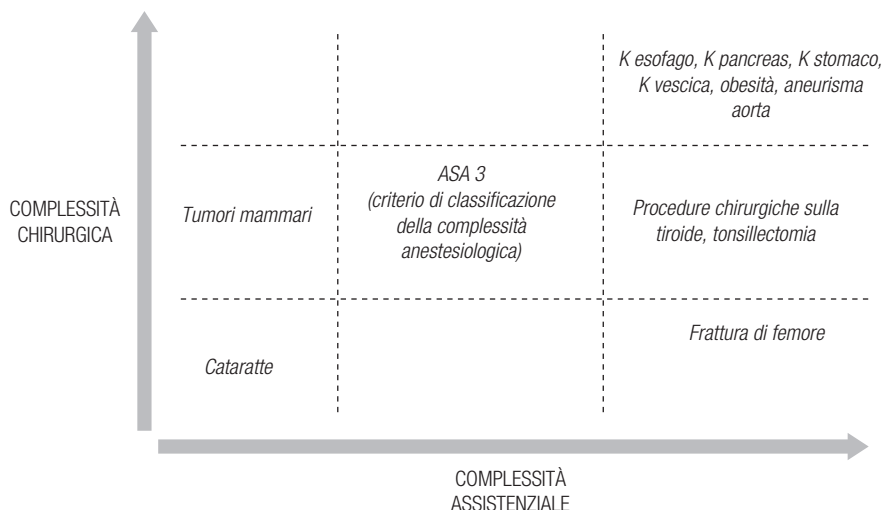 K esofago, K pancreas, K stomaco,
K vescica, obesità, aneurisma
aorta
COMPLESSITÀ
CHIRURGICA
Tumori mammari
ASA 3
(criterio di classificazione
della complessità
anestesiologica)
Procedure chirurgiche sulla
tiroide, tonsillectomia
Cataratte
Frattura di femore
COMPLESSITÀ
ASSISTENZIALE